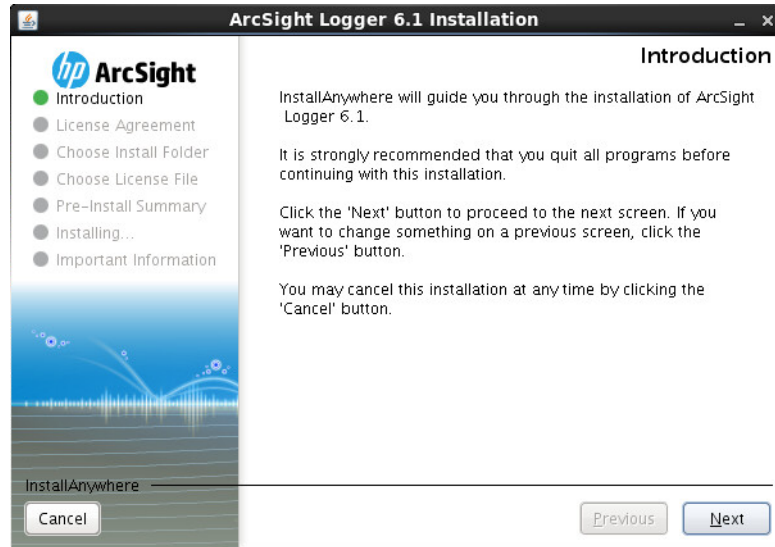 ArcSight Logger 6.1 Installation
hp ArcSight
Introduction
License Agreement
Choose Install Folder
Choose License File
Pre-Install Summary
Installing...
Important Information
Introduction
InstallAnywhere will guide you through the installation of ArcSight
Logger 6.1.
It is strongly recommended that you quit all programs before
continuing with this installation.
Click the 'Next' button to proceed to the next screen. If you
want to change something on a previous screen, click the
'Previous' button.
You may cancel this installation at any time by clicking the
'Cancel' button.
InstallAnywhere
Cancel
Previous
Next